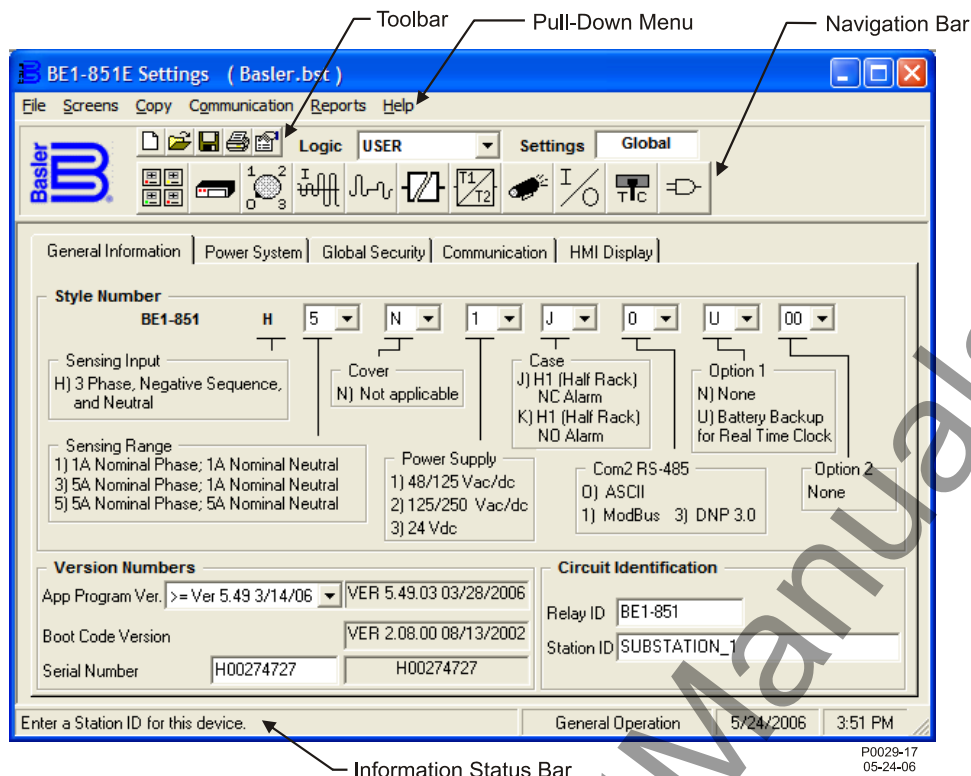 Toolbar
Pull-Down Menu
Navigation Bar
BE1-851E Settings ( Basler.bst )
File Screens Copy Communication Reports Help
Basler
Logic USER Settings Global
1 2 0 3 I T1 T2 I O T C
General Information Power System Global Security Communication HMI Display
Style Number
BE1-851 H 5 N 1 J 0 U 00
Sensing Input
H) 3 Phase, Negative Sequence,
and Neutral
Cover
N) Not applicable
Case
J) H1 (Half Rack)
NC Alarm
K) H1 (Half Rack)
NO Alarm
Option 1
N) None
U) Battery Backup
for Real Time Clock
Sensing Range
1) 1A Nominal Phase; 1A Nominal Neutral
3) 5A Nominal Phase; 1A Nominal Neutral
5) 5A Nominal Phase; 5A Nominal Neutral
Power Supply
1) 48/125 Vac/dc
2) 125/250 Vac/dc
3) 24 Vdc
Com2 RS-485
0) ASCII
1) ModBus 3) DNP 3.0
Option 2
None
Version Numbers
App Program Ver. >= Ver 5.49 3/14/06 VER 5.49.03 03/28/2006
Boot Code Version VER 2.08.00 08/13/2002
Serial Number H00274727 H00274727
Circuit Identification
Relay ID BE1-851
Station ID SUBSTATION_1
Enter a Station ID for this device. General Operation 5/24/2006 3:51 PM
Information Status Bar
P0029-17
05-24-06
Manual